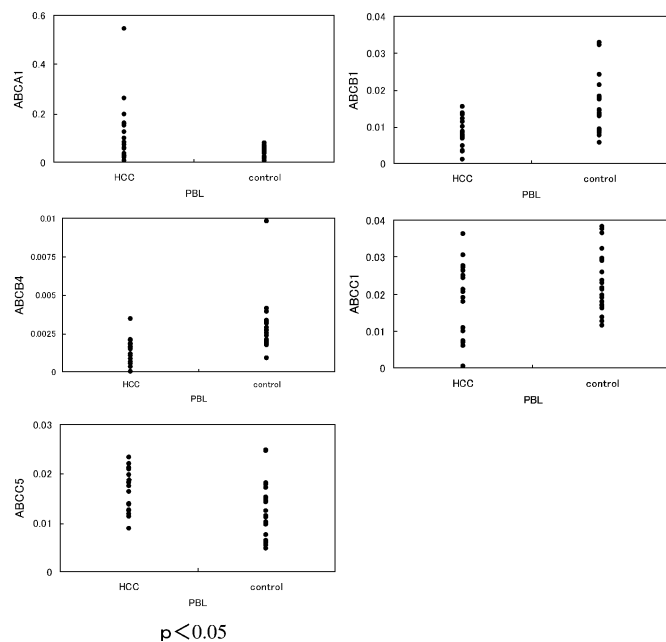 0.6
0.4
0.2
0
ABCA1
HCC
control
PBL
0.04
0.03
0.02
0.01
0
ABCB1
HCC
control
PBL
0.01
0.0075
0.005
0.0025
0
ABCB4
HCC
control
PBL
0.04
0.03
0.02
0.01
0
ABCC1
HCC
control
PBL
0.03
0.02
0.01
0
ABCC5
HCC
control
PBL
p<0.05